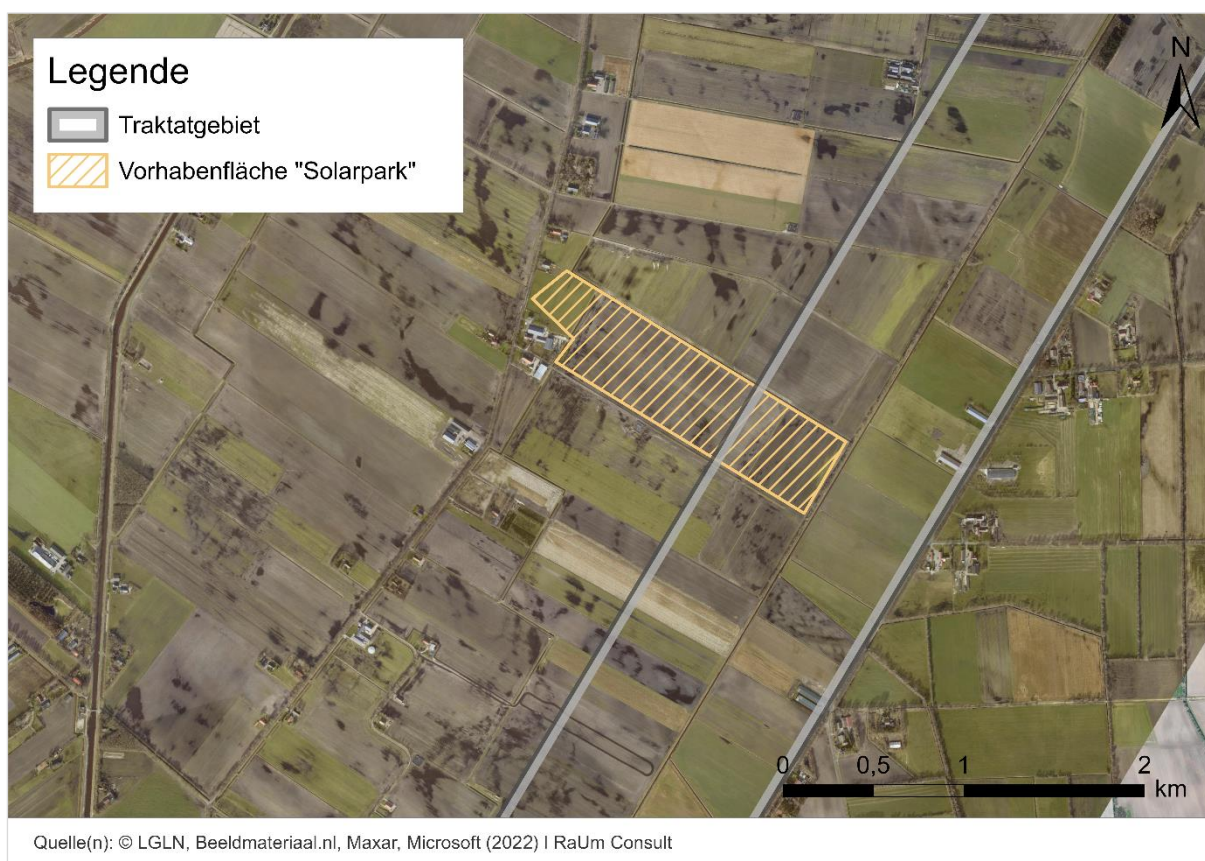 Legende
Traktatgebiet
Vorhabenfläche "Solarpark"
N
0 0,5 1 2
km
Quelle(n): © LGLN, Beeldmateriaal.nl, Maxar, Microsoft (2022) I RaUm Consult